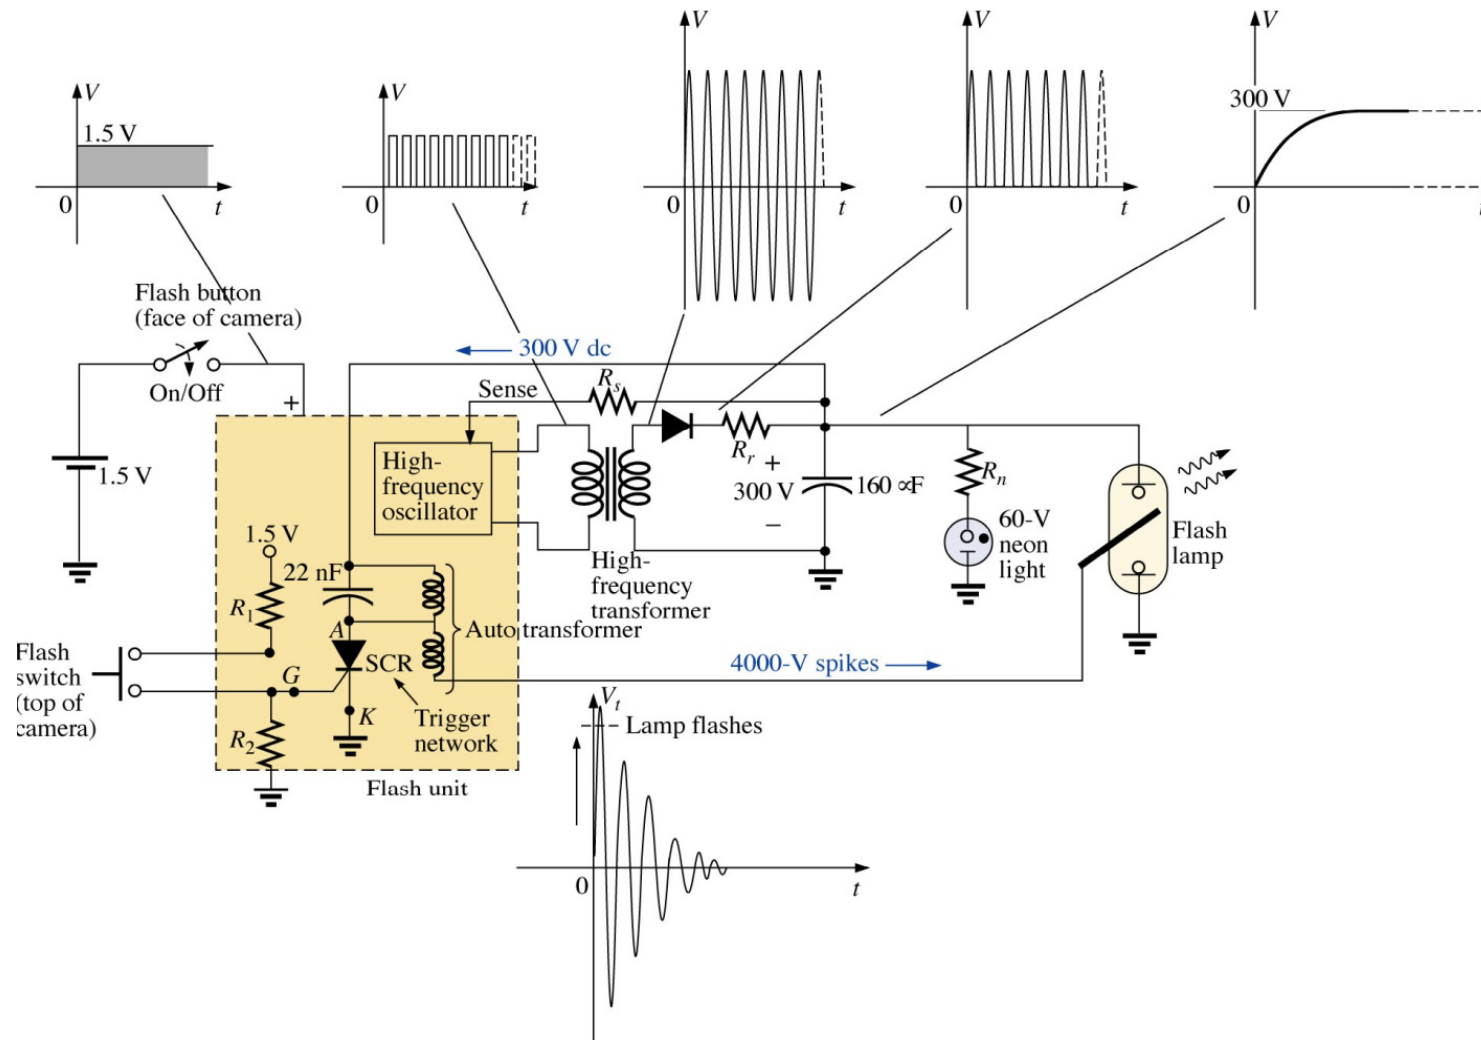 V
1.5 V
0
t
V
0
t
V
0
t
V
0
t
V
300 V
0
Flash button
(face of camera)
On/Off
+
1.5 V
300 V dc
Sense
Rs
High-
frequency
oscillator
Rr
+
300 V
−
160 ∝F
Rn
60-V
neon
light
Flash
lamp
High-
frequency
transformer
1.5 V
22 nF
R1
A
Auto transformer
SCR
G
K
Trigger
network
R2
Flash
switch
(top of
camera)
Flash unit
4000-V spikes
Vt
Lamp flashes
0
t